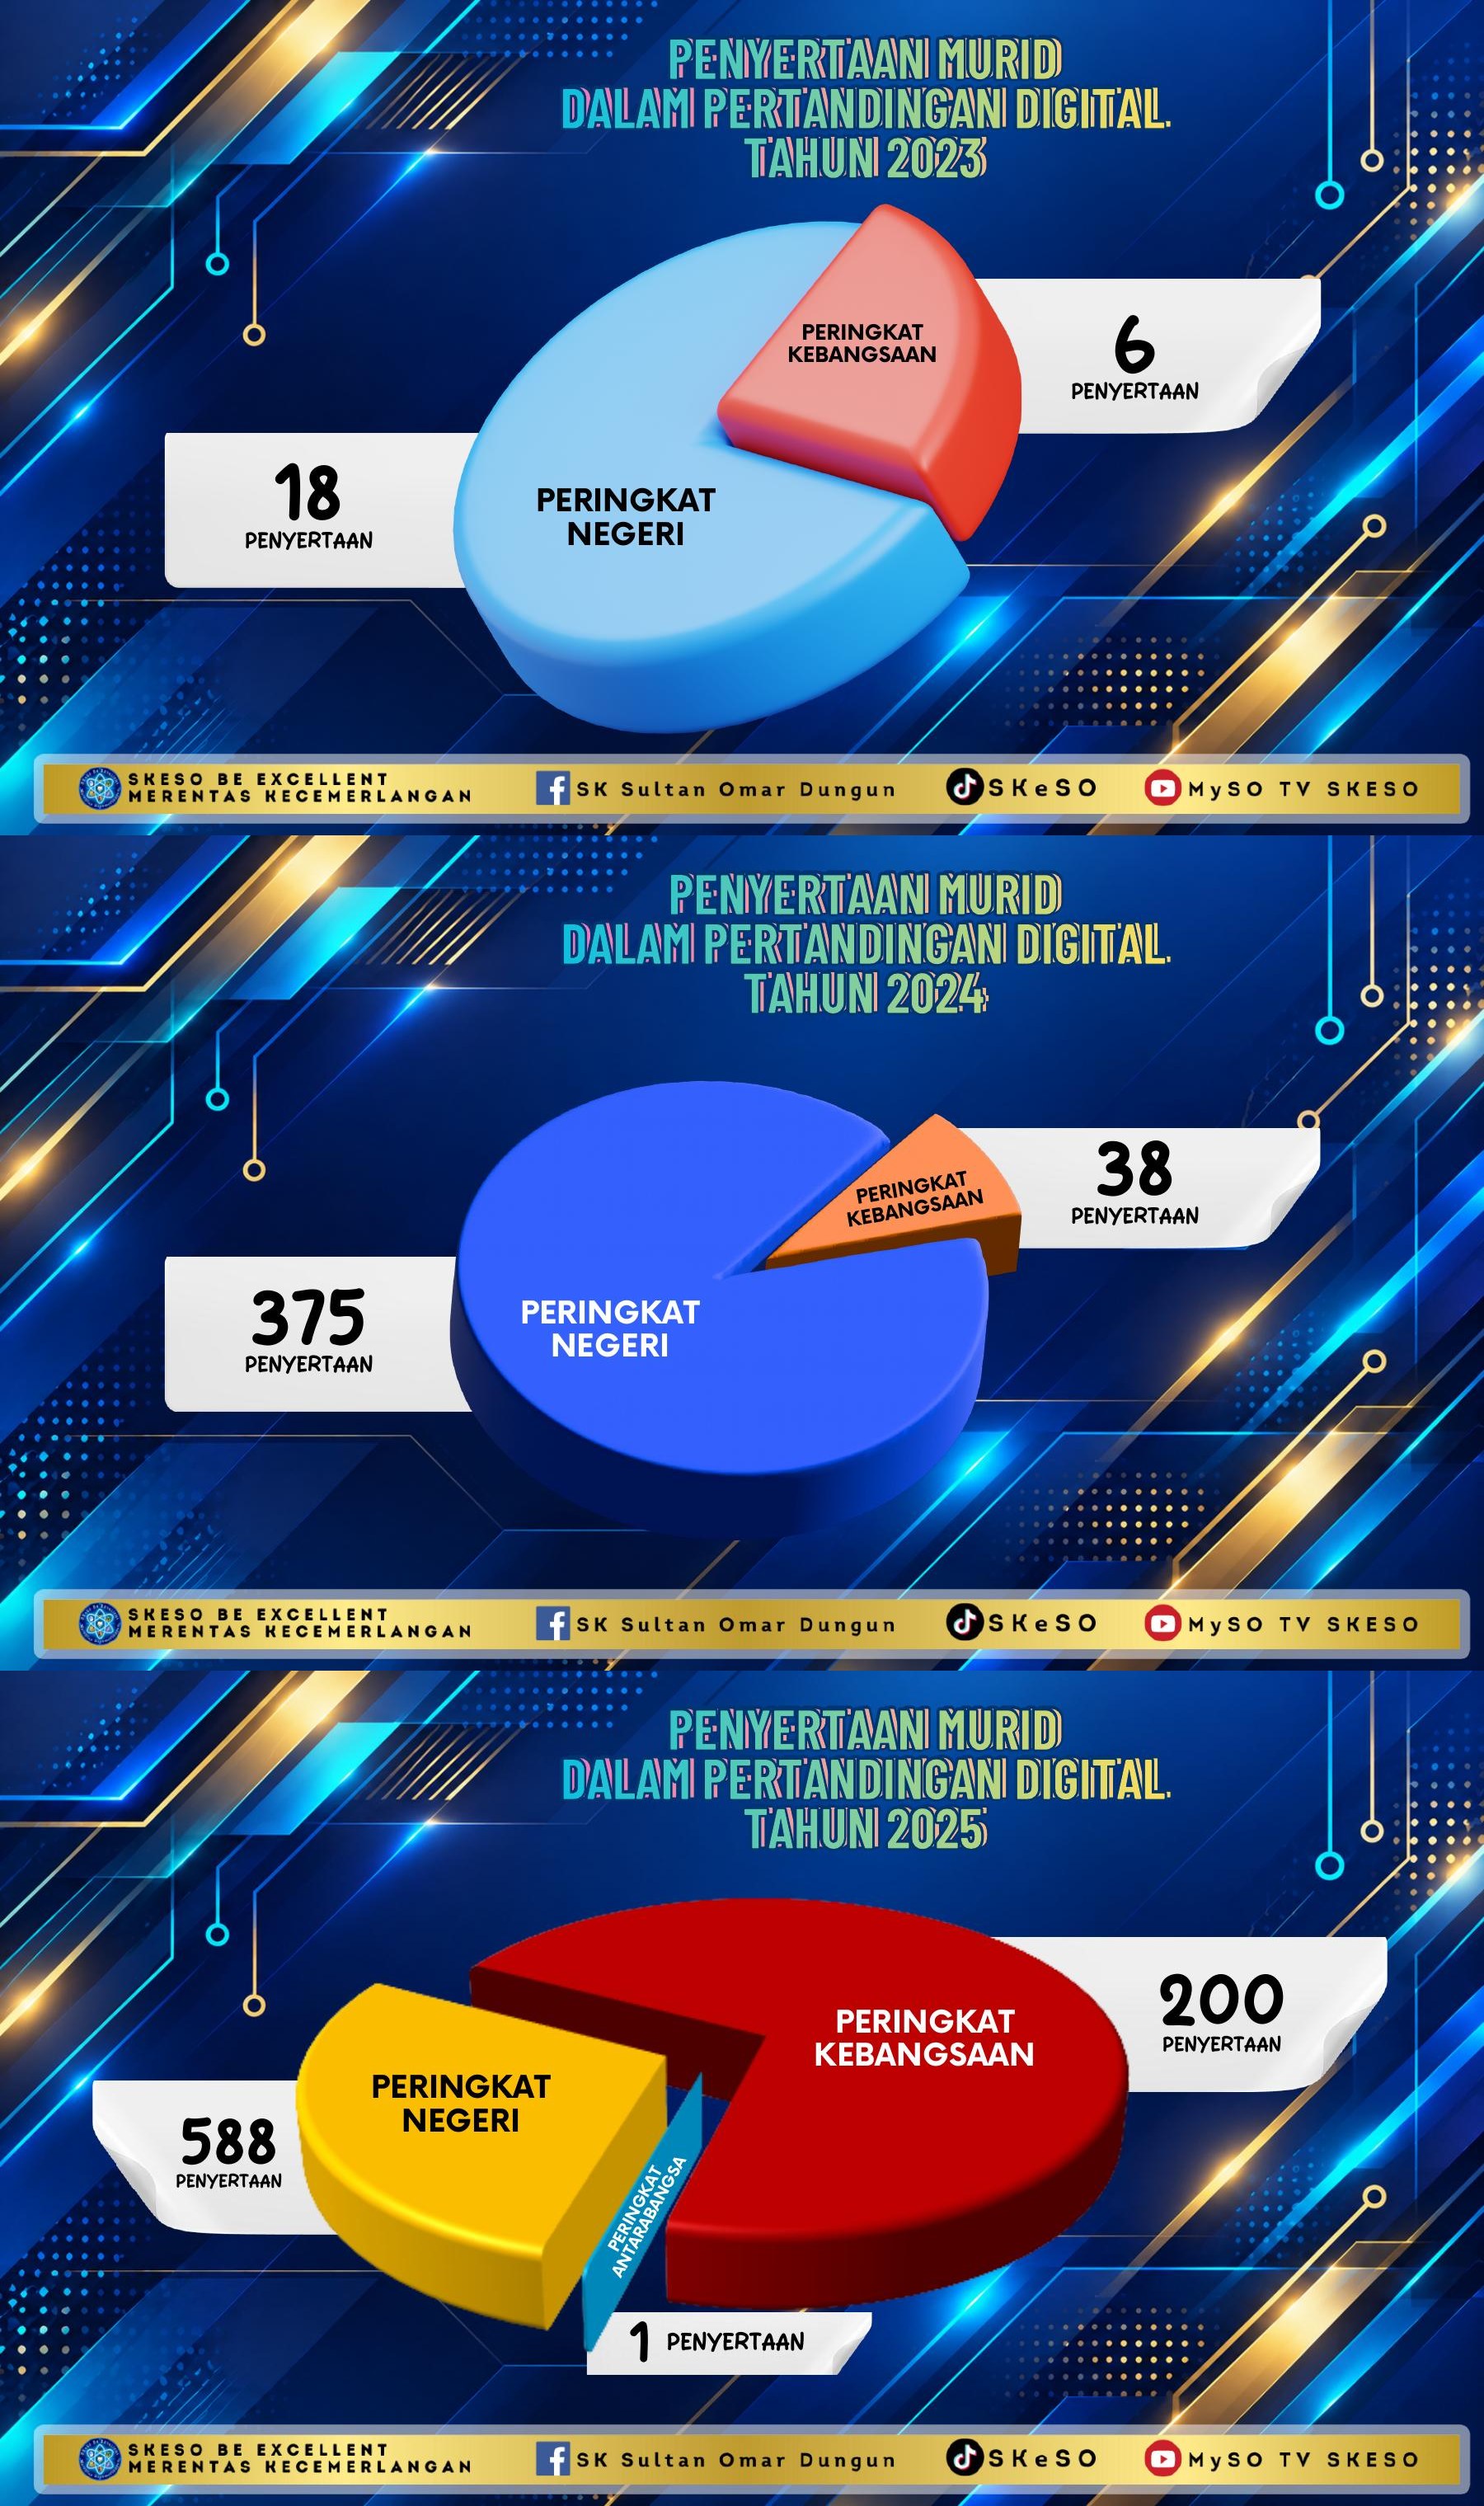 PENYERTAAN MURID
DALAM PERTANDINGAN DIGITAL
TAHUN 2023
PERINGKAT
KEBANGSAAN
6
PENYERTAAN
18
PENYERTAAN
PERINGKAT
NEGERI
SKESO BE EXCELLENT
MERENTAS KECEMERLANGAN
SK Sultan Omar Dungun
SKeSO
MySO TV SKESO
PENYERTAAN MURID
DALAM PERTANDINGAN DIGITAL
TAHUN 2024
PERINGKAT
KEBANGSAAN
38
PENYERTAAN
375
PENYERTAAN
PERINGKAT
NEGERI
SKESO BE EXCELLENT
MERENTAS KECEMERLANGAN
SK Sultan Omar Dungun
SKeSO
MySO TV SKESO
PENYERTAAN MURID
DALAM PERTANDINGAN DIGITAL
TAHUN 2025
PERINGKAT
KEBANGSAAN
200
PENYERTAAN
PERINGKAT
NEGERI
588
PENYERTAAN
PERINGKAT
ANTARABANGSA
1 PENYERTAAN
SKESO BE EXCELLENT
MERENTAS KECEMERLANGAN
SK Sultan Omar Dungun
SKeSO
MySO TV SKESO